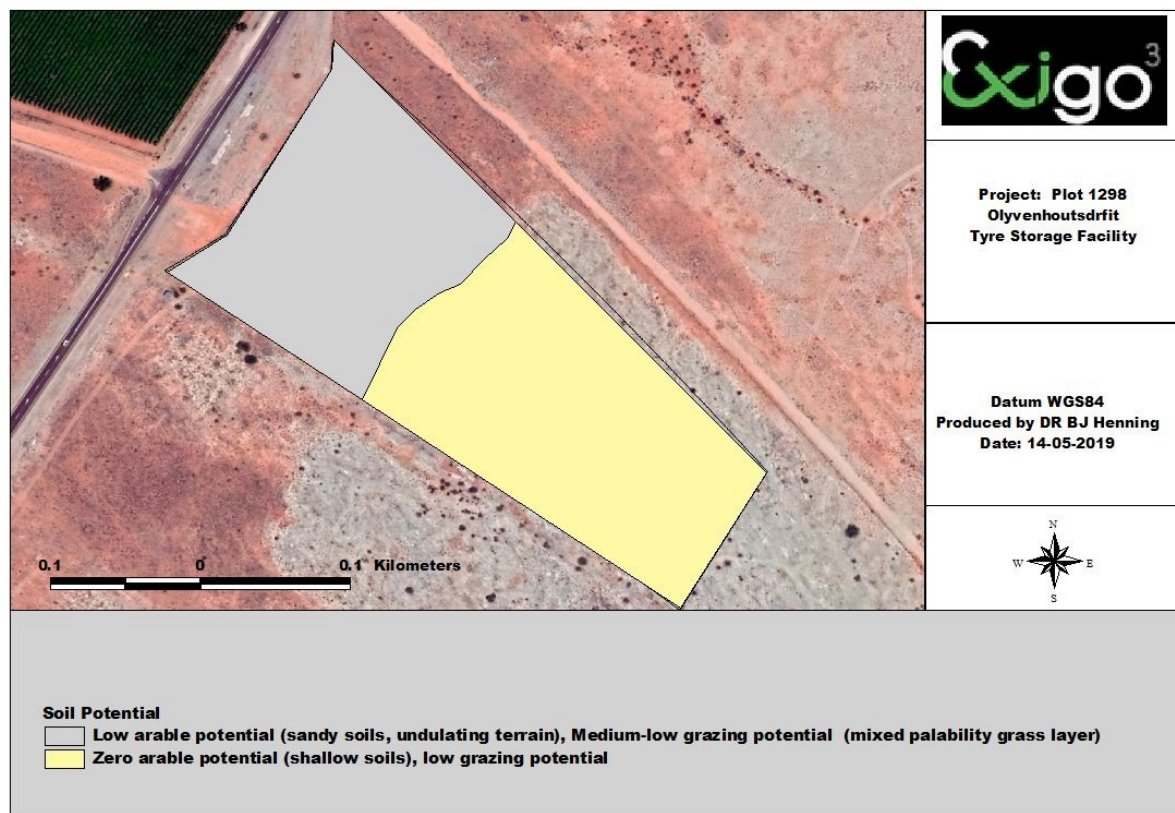 Exigo3
Project: Plot 1298
Olyvenhoutsdrfit
Tyre Storage Facility
Datum WGS84
Produced by DR BJ Henning
Date: 14-05-2019
N
W E
S
0.1 0 0.1 Kilometers
Soil Potential
Low arable potential (sandy soils, undulating terrain), Medium-low grazing potential (mixed palability grass layer)
Zero arable potential (shallow soils), low grazing potential